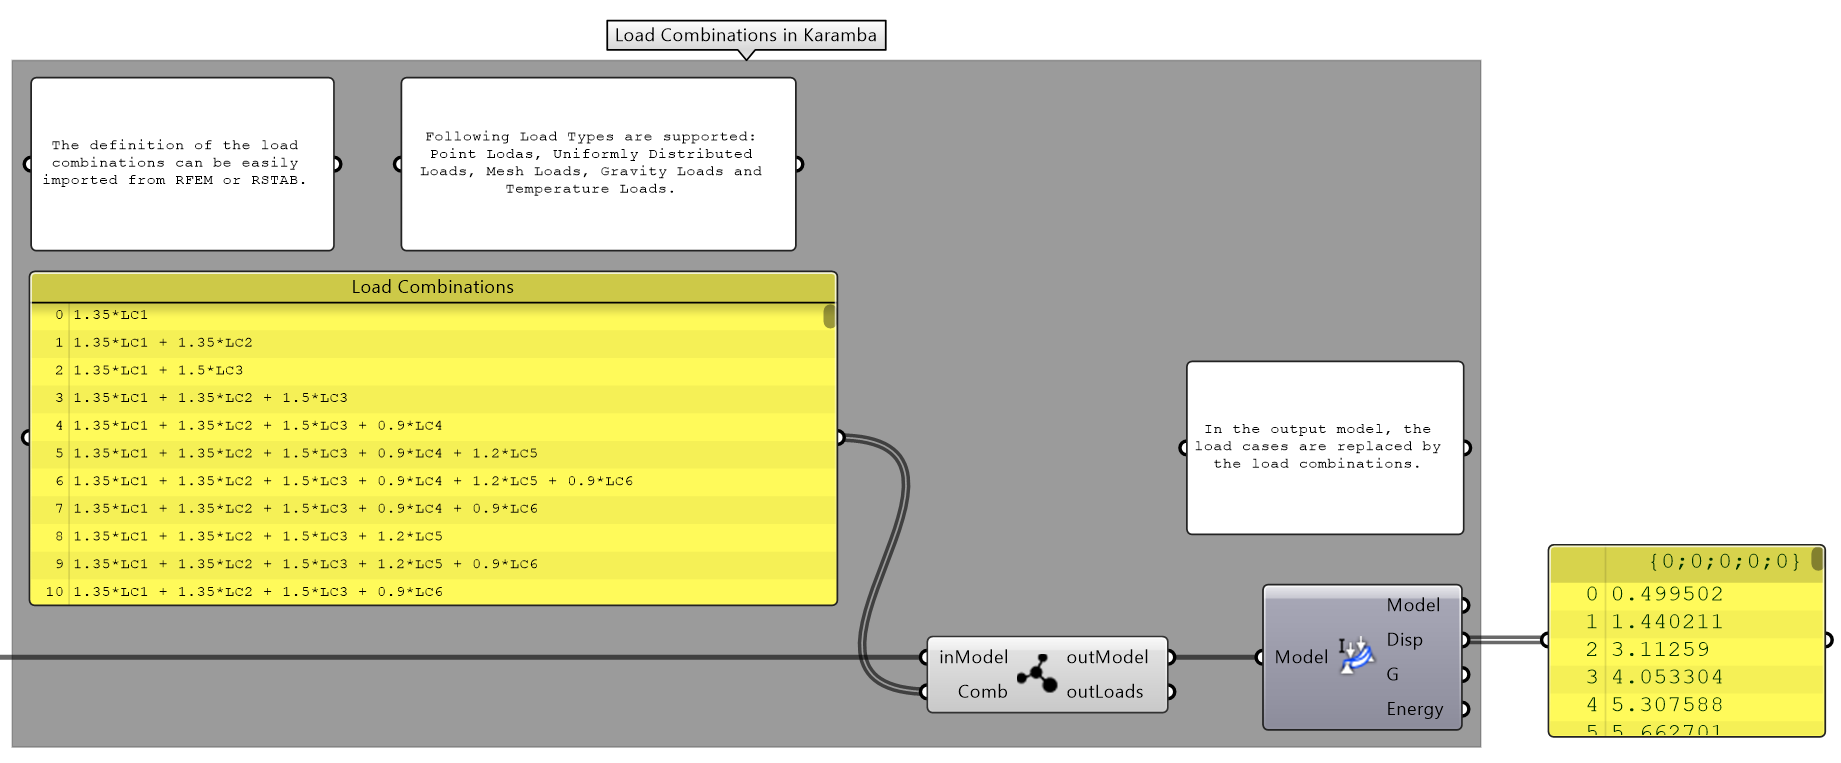 Load Combinations in Karamba
The definition of the load
combinations can be easily
imported from RFEM or RSTAB.
Following Load Types are supported:
Point Lodas, Uniformly Distributed
Loads, Mesh Loads, Gravity Loads and
Temperature Loads.
Load Combinations
0 1.35*LC1
1 1.35*LC1 + 1.35*LC2
2 1.35*LC1 + 1.5*LC3
3 1.35*LC1 + 1.35*LC2 + 1.5*LC3
4 1.35*LC1 + 1.35*LC2 + 1.5*LC3 + 0.9*LC4
5 1.35*LC1 + 1.35*LC2 + 1.5*LC3 + 0.9*LC4 + 1.2*LC5
6 1.35*LC1 + 1.35*LC2 + 1.5*LC3 + 0.9*LC4 + 1.2*LC5 + 0.9*LC6
7 1.35*LC1 + 1.35*LC2 + 1.5*LC3 + 0.9*LC4 + 0.9*LC6
8 1.35*LC1 + 1.35*LC2 + 1.5*LC3 + 1.2*LC5
9 1.35*LC1 + 1.35*LC2 + 1.5*LC3 + 1.2*LC5 + 0.9*LC6
10 1.35*LC1 + 1.35*LC2 + 1.5*LC3 + 0.9*LC6
In the output model, the
load cases are replaced by
the load combinations.
inModel outModel
Comb outLoads
Model
Model Disp
G
Energy
{0;0;0;0;0}
0 0.499502
1 1.440211
2 3.11259
3 4.053304
4 5.307588
5 5.662701